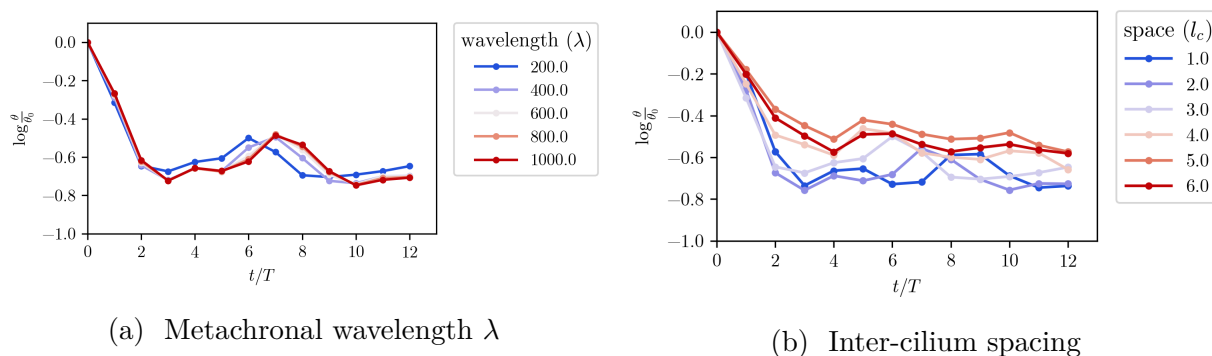 wavelength (λ)
200.0
400.0
600.0
800.0
1000.0
0.0
−0.2
−0.4
−0.6
−0.8
−1.0
log θ/θ₀
0 2 4 6 8 10 12
t/T
(a) Metachronal wavelength λ
space (l_c)
1.0
2.0
3.0
4.0
5.0
6.0
0.0
−0.2
−0.4
−0.6
−0.8
−1.0
log θ/θ₀
0 2 4 6 8 10 12
t/T
(b) Inter-cilium spacing